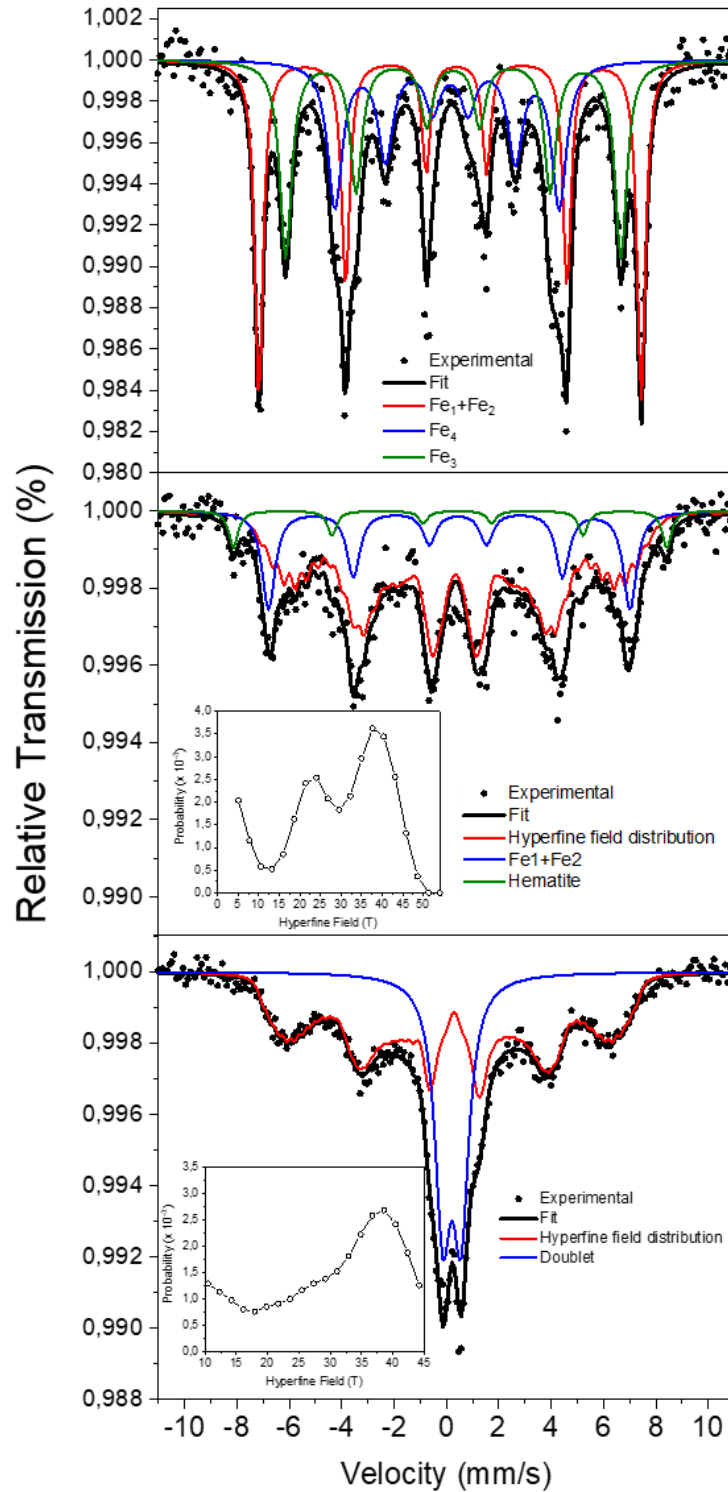 1,002
1,000
0,998
0,996
0,994
0,992
0,990
0,988
0,986
0,984
0,982
0,980
Experimental
Fit
Fe₁+Fe₂
Fe₄
Fe₃
Relative Transmission (%)
1,000
0,998
0,996
0,994
0,992
0,990
4,0
3,5
3,0
2,5
2,0
1,5
1,0
0,5
0,0
Probability (x 10⁻³)
0 5 10 15 20 25 30 35 40 45 50
Hyperfine Field (T)
Experimental
Fit
Hyperfine field distribution
Fe1+Fe2
Hematite
1,000
0,998
0,996
0,994
0,992
0,990
0,988
3,5
3,0
2,5
2,0
1,5
1,0
0,5
0,0
Probability (x 10⁻³)
10 15 20 25 30 35 40 45
Hyperfine Field (T)
Experimental
Fit
Hyperfine field distribution
Doublet
-10 -8 -6 -4 -2 0 2 4 6 8 10
Velocity (mm/s)